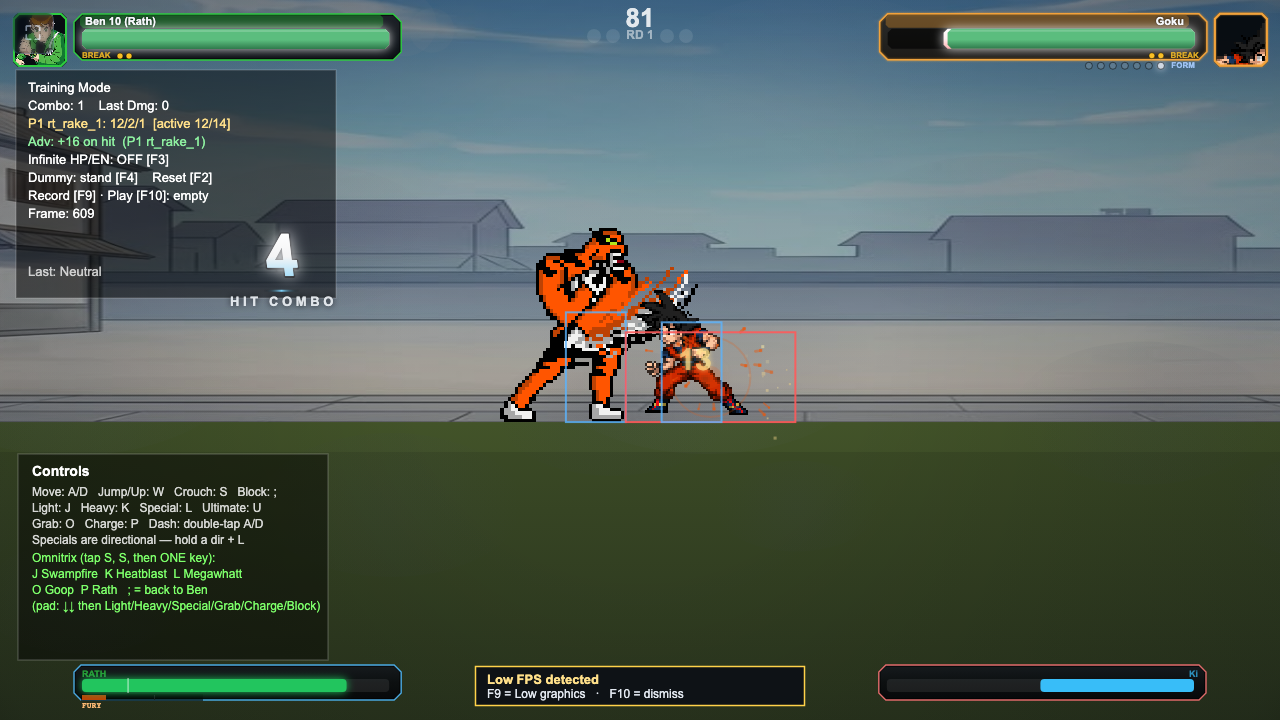 Ben 10 (Rath)
BREAK
81
RD 1
Goku
BREAK
FORM
Training Mode
Combo: 1 Last Dmg: 0
P1 rt_rake_1: 12/2/1 [active 12/14]
Adv: +16 on hit (P1 rt_rake_1)
Infinite HP/EN: OFF [F3]
Dummy: stand [F4] Reset [F2]
Record [F9] · Play [F10]: empty
Frame: 609
Last: Neutral
4
HIT COMBO
13
Controls
Move: A/D Jump/Up: W Crouch: S Block: ;
Light: J Heavy: K Special: L Ultimate: U
Grab: O Charge: P Dash: double-tap A/D
Specials are directional — hold a dir + L
Omnitrix (tap S, S, then ONE key):
J Swampfire K Heatblast L Megawhatt
O Goop P Rath ; = back to Ben
(pad: ↓↓ then Light/Heavy/Special/Grab/Charge/Block)
RATH
FURY
Low FPS detected
F9 = Low graphics · F10 = dismiss
Ki